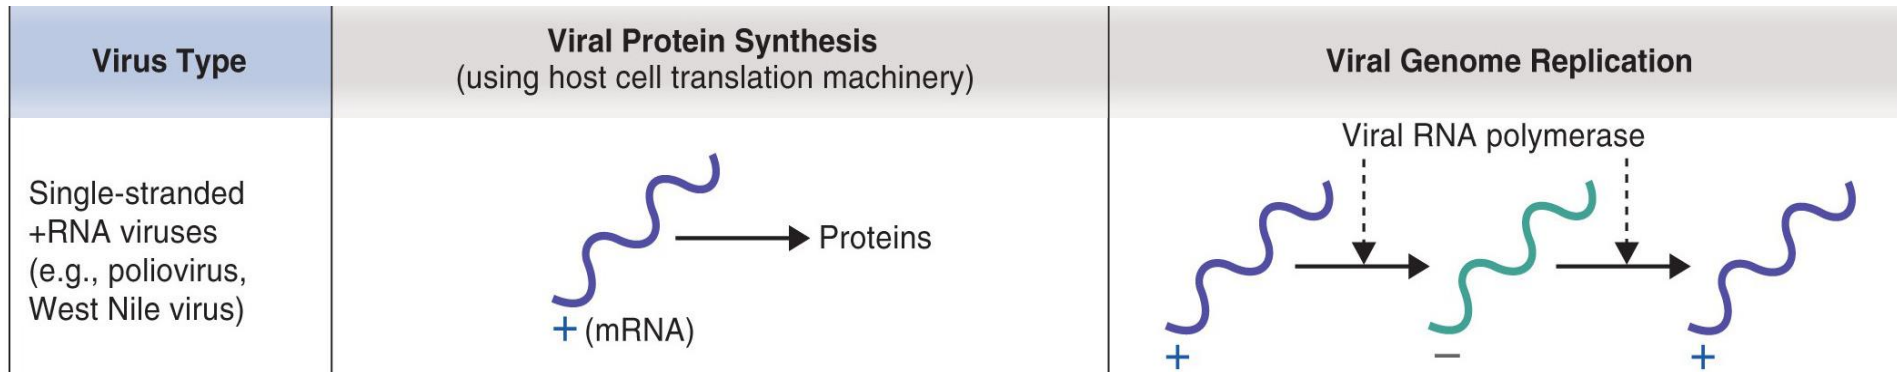 Virus Type
Viral Protein Synthesis
(using host cell translation machinery)
Viral Genome Replication
Single-stranded
+RNA viruses
(e.g., poliovirus,
West Nile virus)
Proteins
+ (mRNA)
Viral RNA polymerase
+
−
+